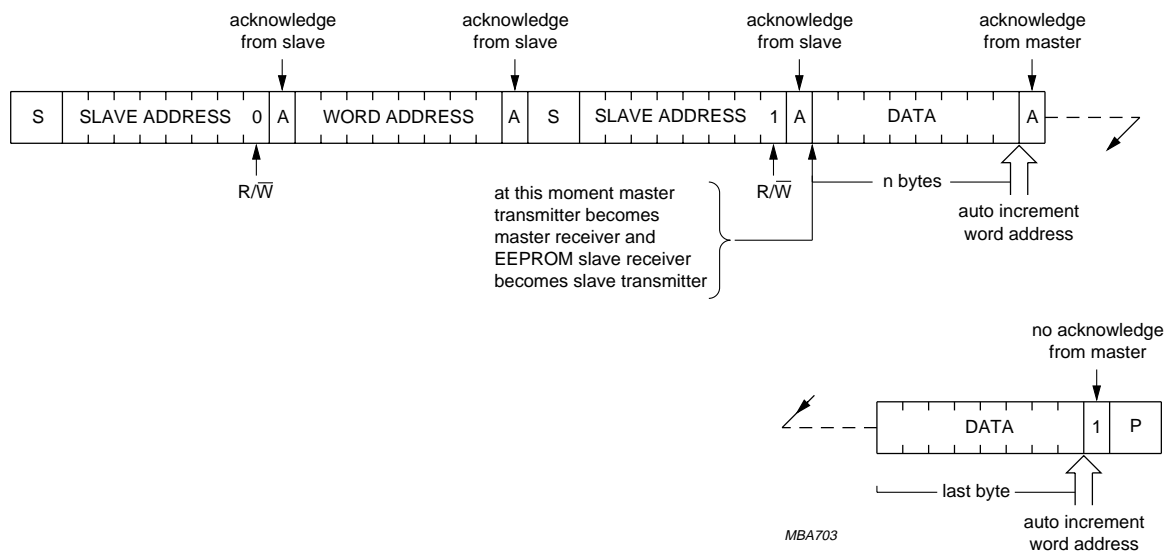 acknowledge
from slave
acknowledge
from slave
acknowledge
from slave
acknowledge
from master
S SLAVE ADDRESS 0 A WORD ADDRESS A S SLAVE ADDRESS 1 A DATA A
R/W̅
R/W̅
at this moment master
transmitter becomes
master receiver and
EEPROM slave receiver
becomes slave transmitter
n bytes
auto increment
word address
no acknowledge
from master
DATA 1 P
last byte
auto increment
word address
MBA703